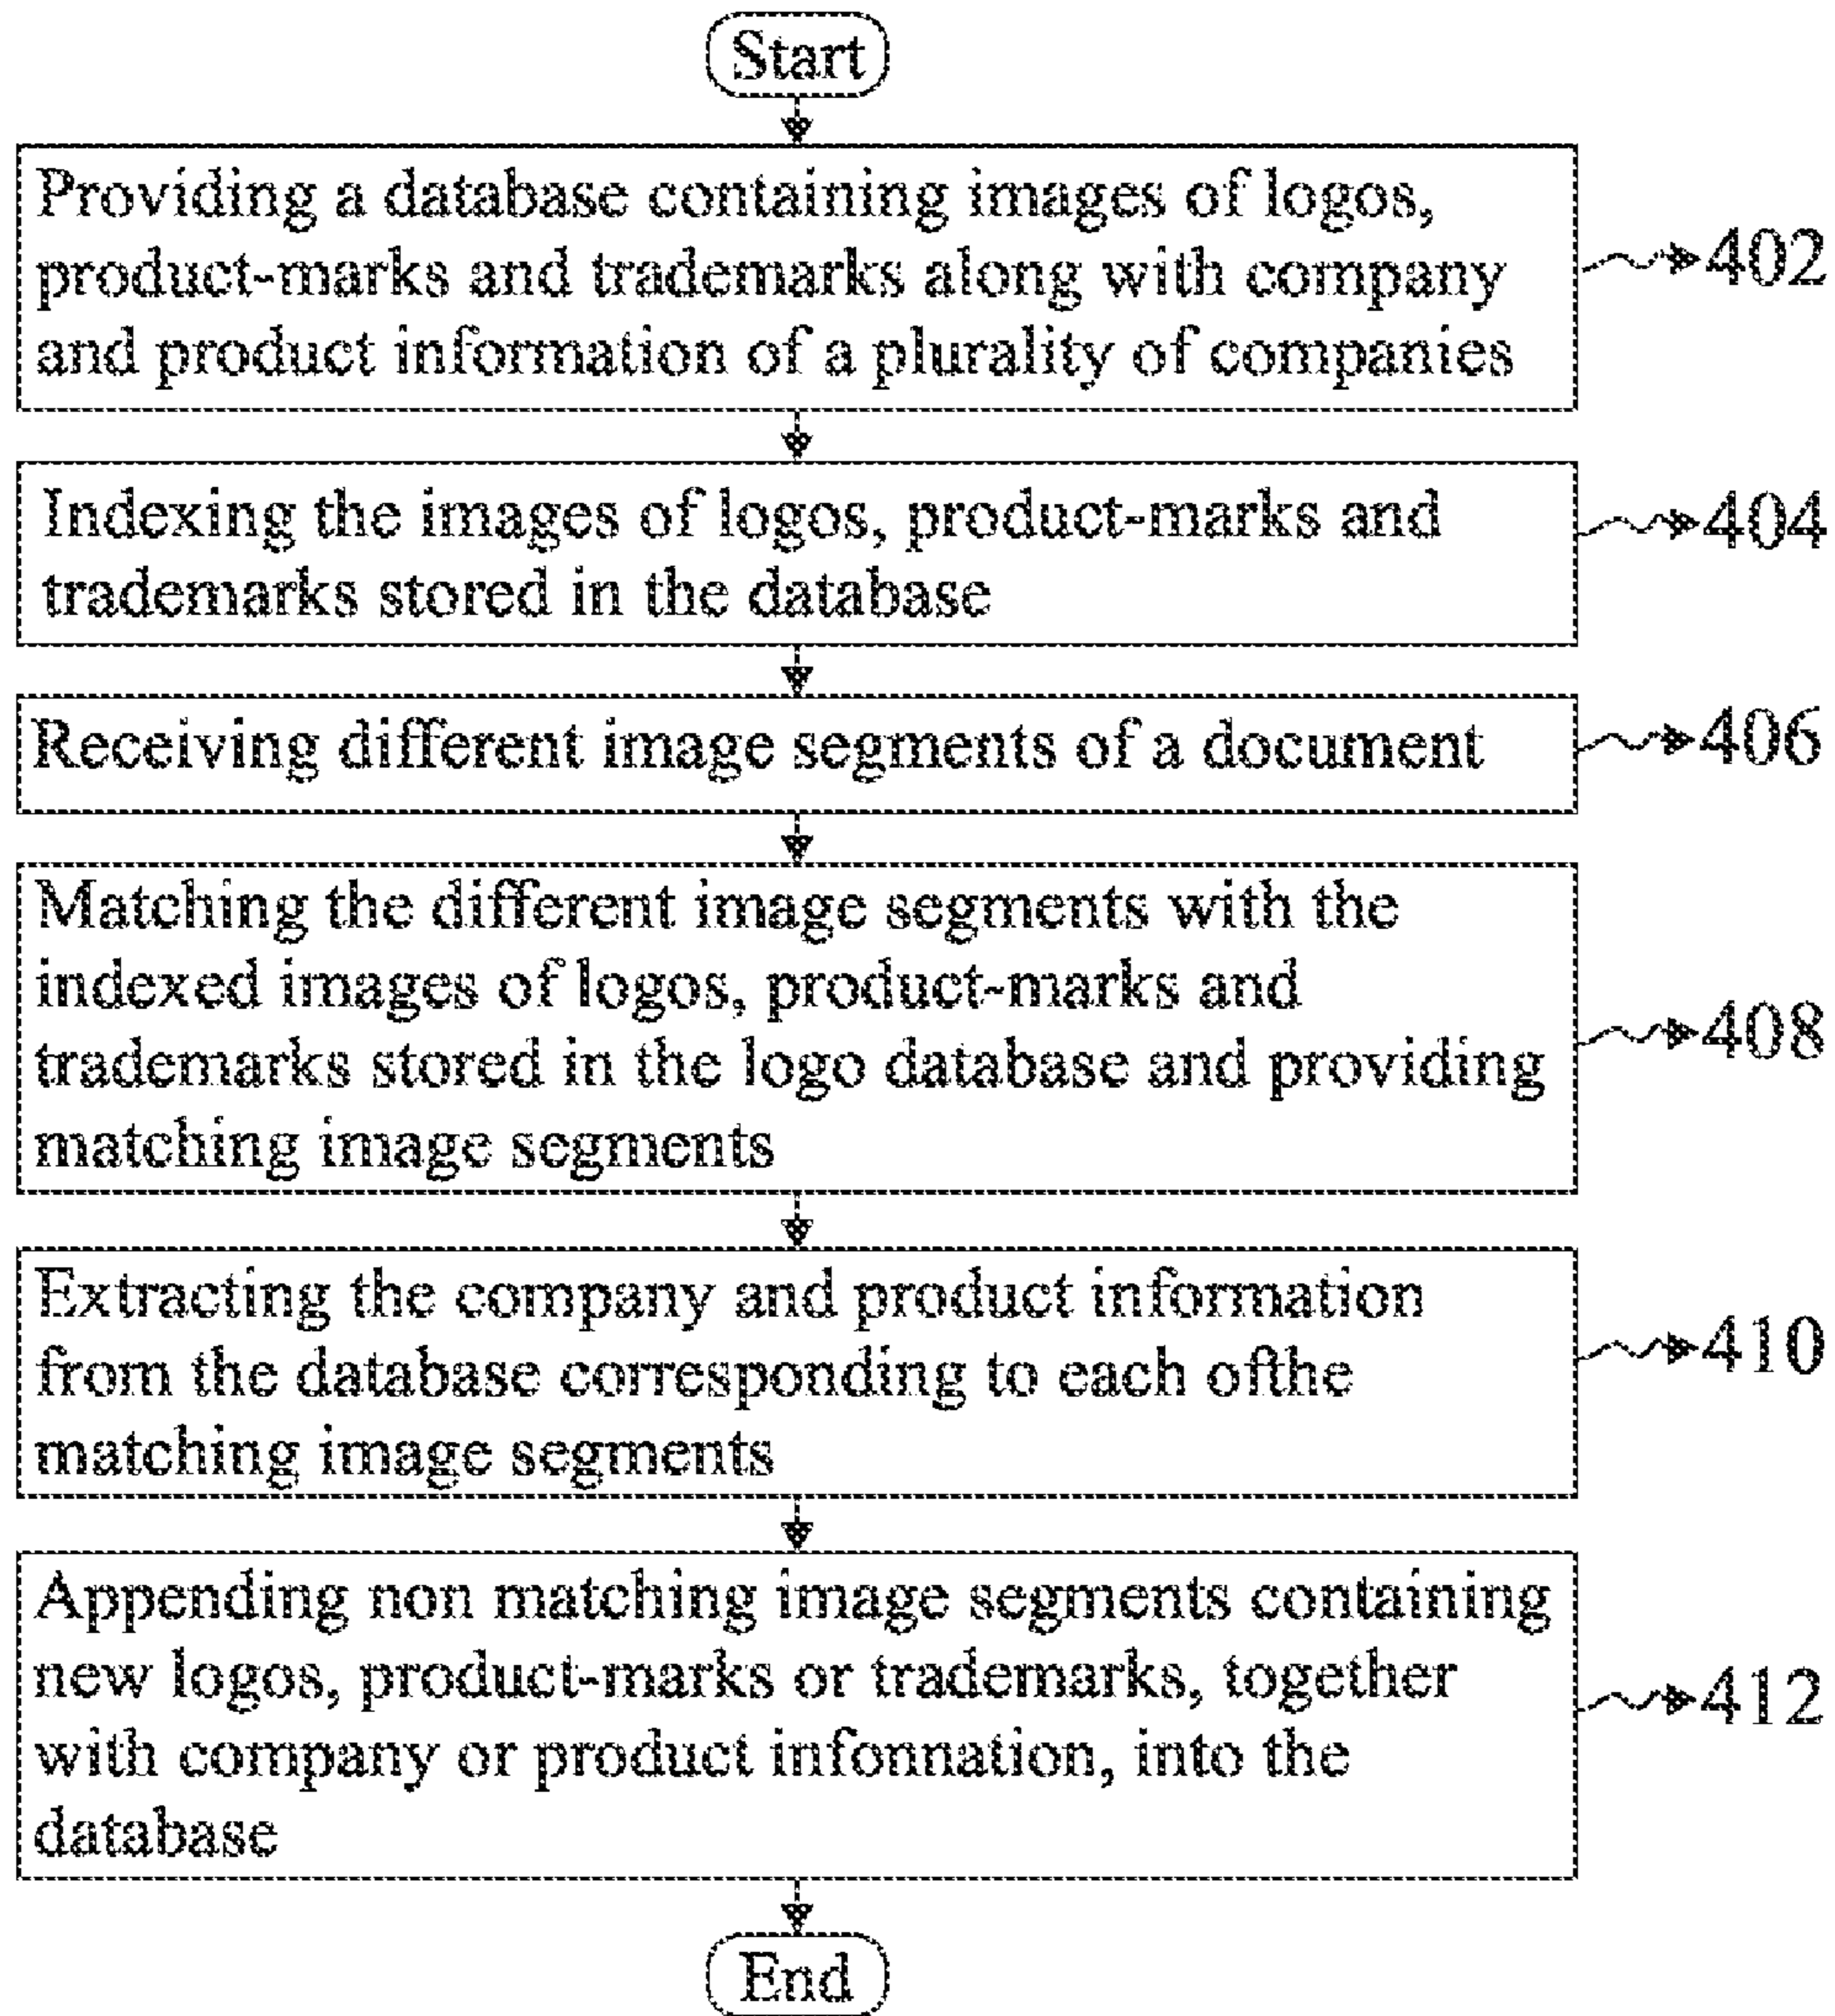 Start
Providing a database containing images of logos,
product-marks and trademarks along with company
and product information of a plurality of companies
402
Indexing the images of logos, product-marks and
trademarks stored in the database
404
Receiving different image segments of a document
406
Matching the different image segments with the
indexed images of logos, product-marks and
trademarks stored in the logo database and providing
matching image segments
408
Extracting the company and product information
from the database corresponding to each ofthe
matching image segments
410
Appending non matching image segments containing
new logos, product-marks or trademarks, together
with company or product infonnation, into the
database
412
End